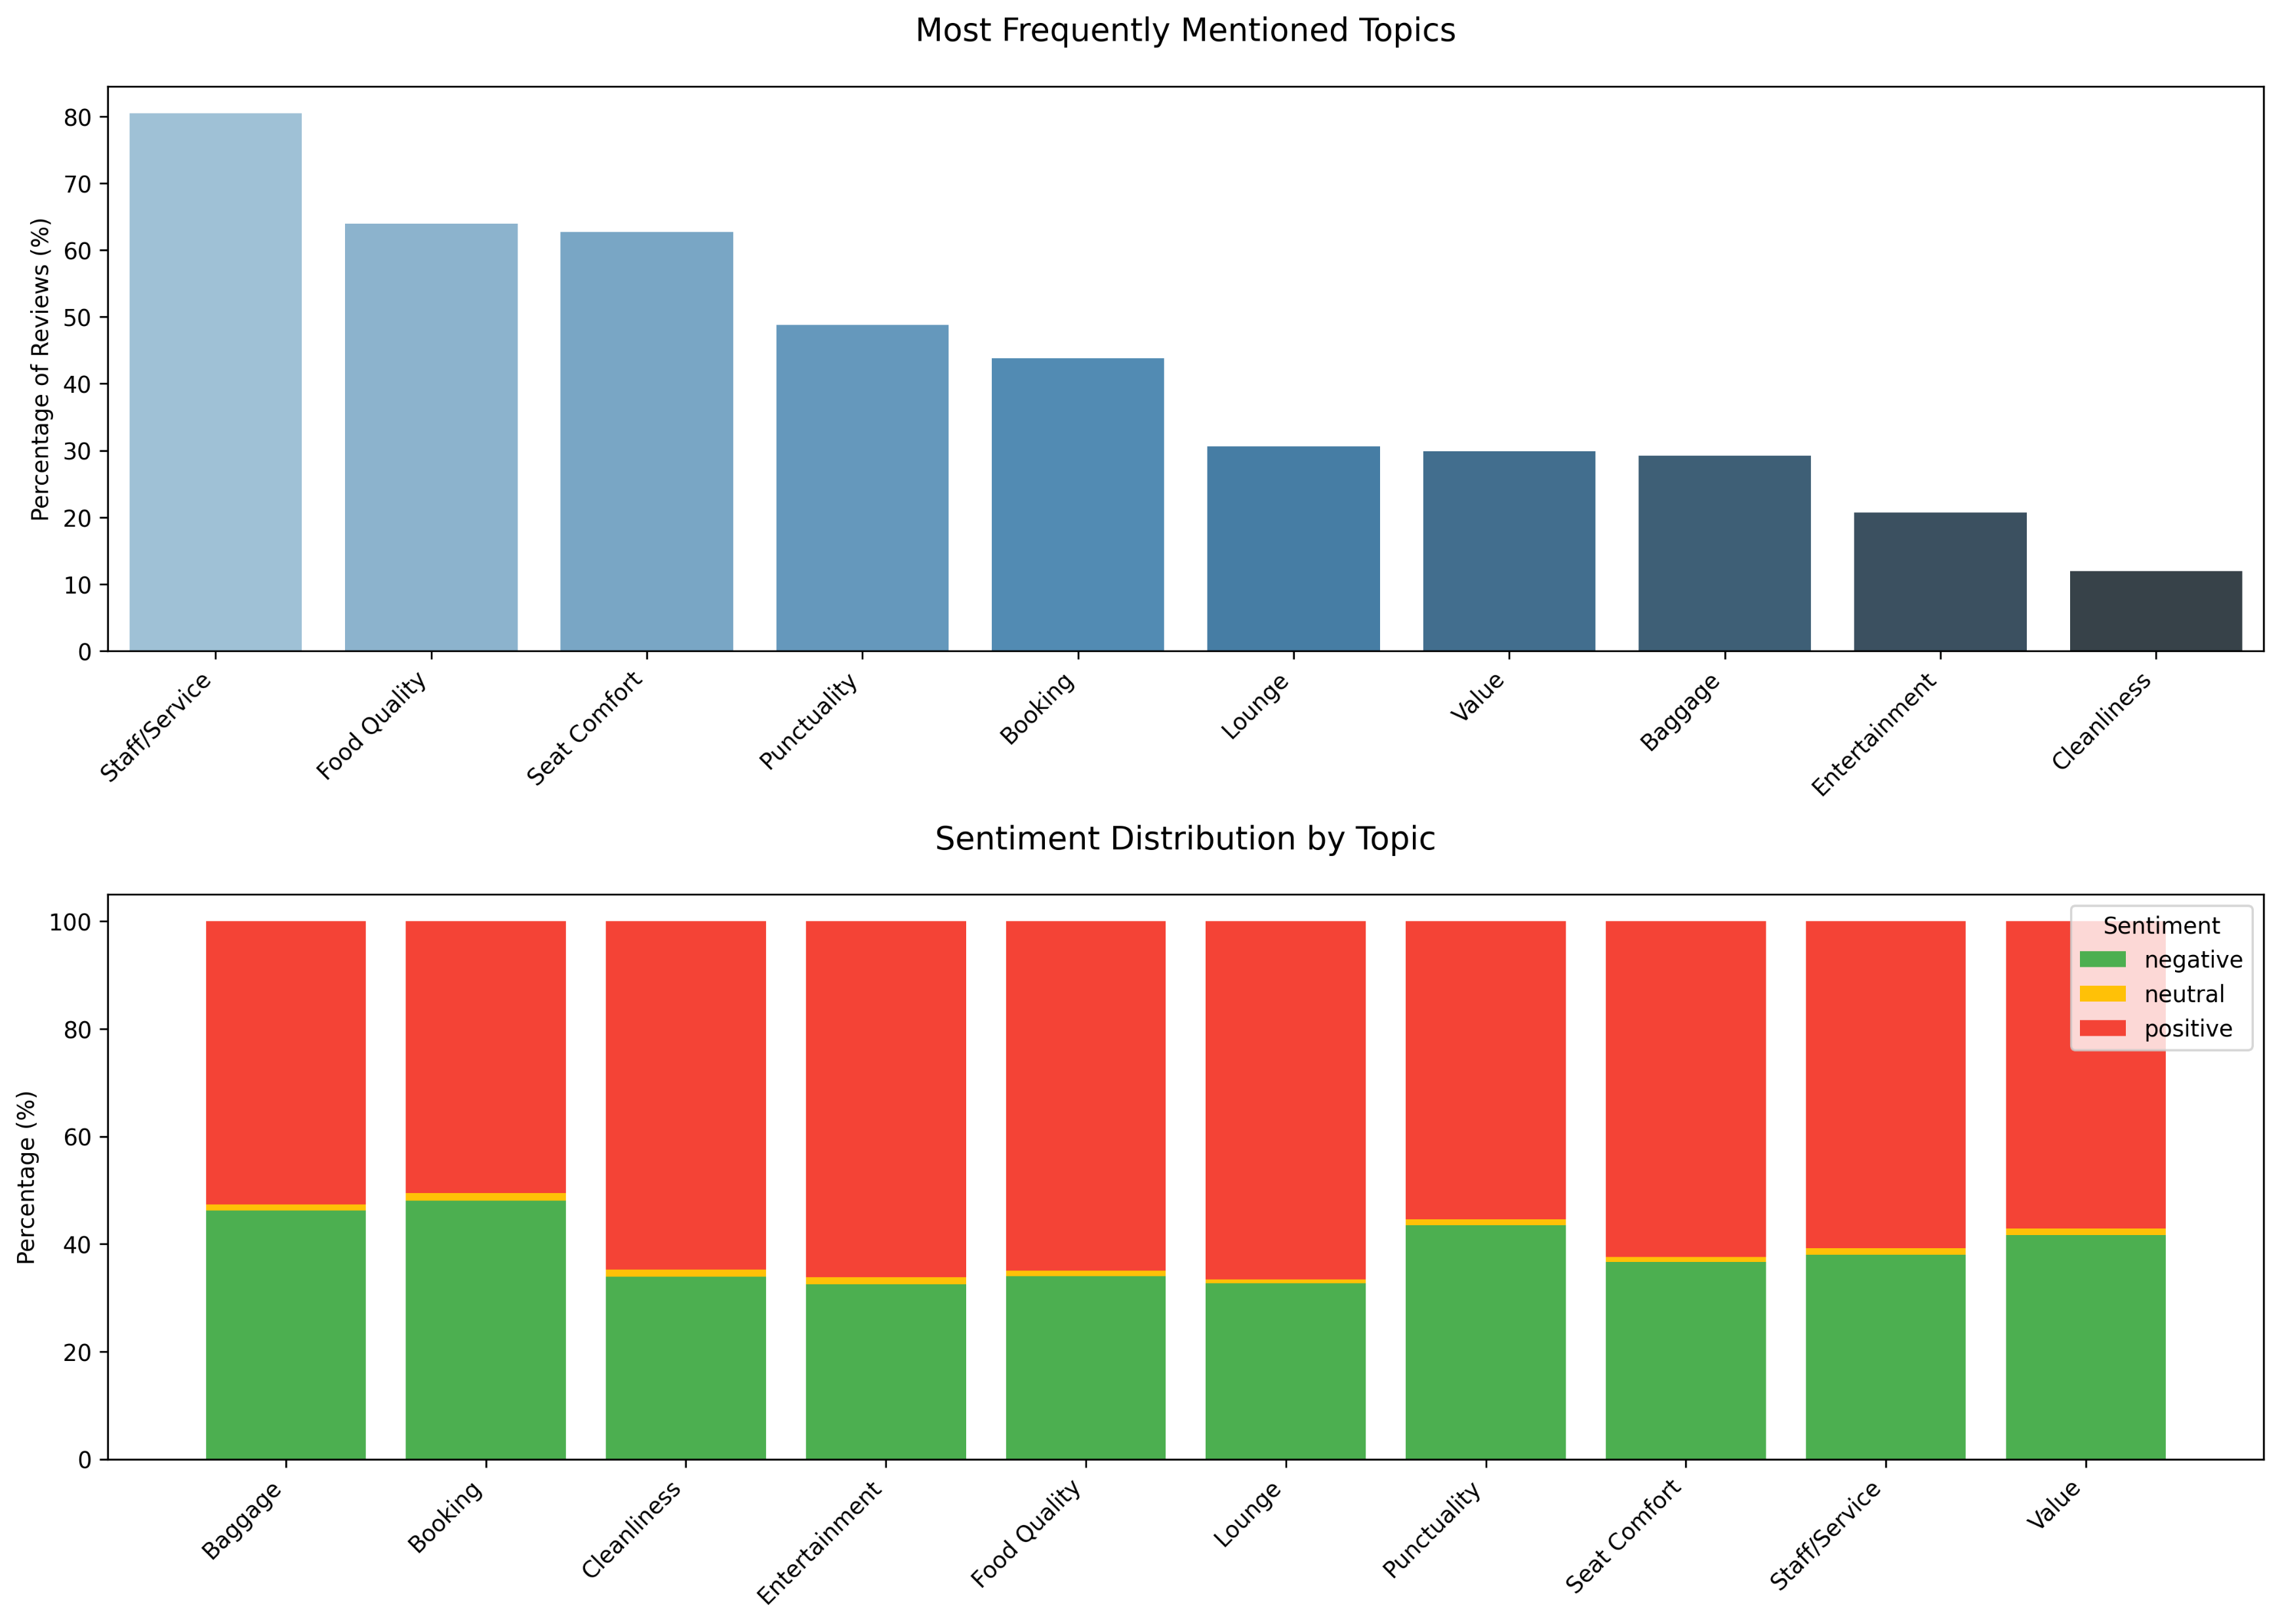 Most Frequently Mentioned Topics
Percentage of Reviews (%)
80
70
60
50
40
30
20
10
0
Staff/Service
Food Quality
Seat Comfort
Punctuality
Booking
Lounge
Value
Baggage
Entertainment
Cleanliness
Sentiment Distribution by Topic
Percentage (%)
100
80
60
40
20
0
Sentiment
negative
neutral
positive
Baggage
Booking
Cleanliness
Entertainment
Food Quality
Lounge
Punctuality
Seat Comfort
Staff/Service
Value